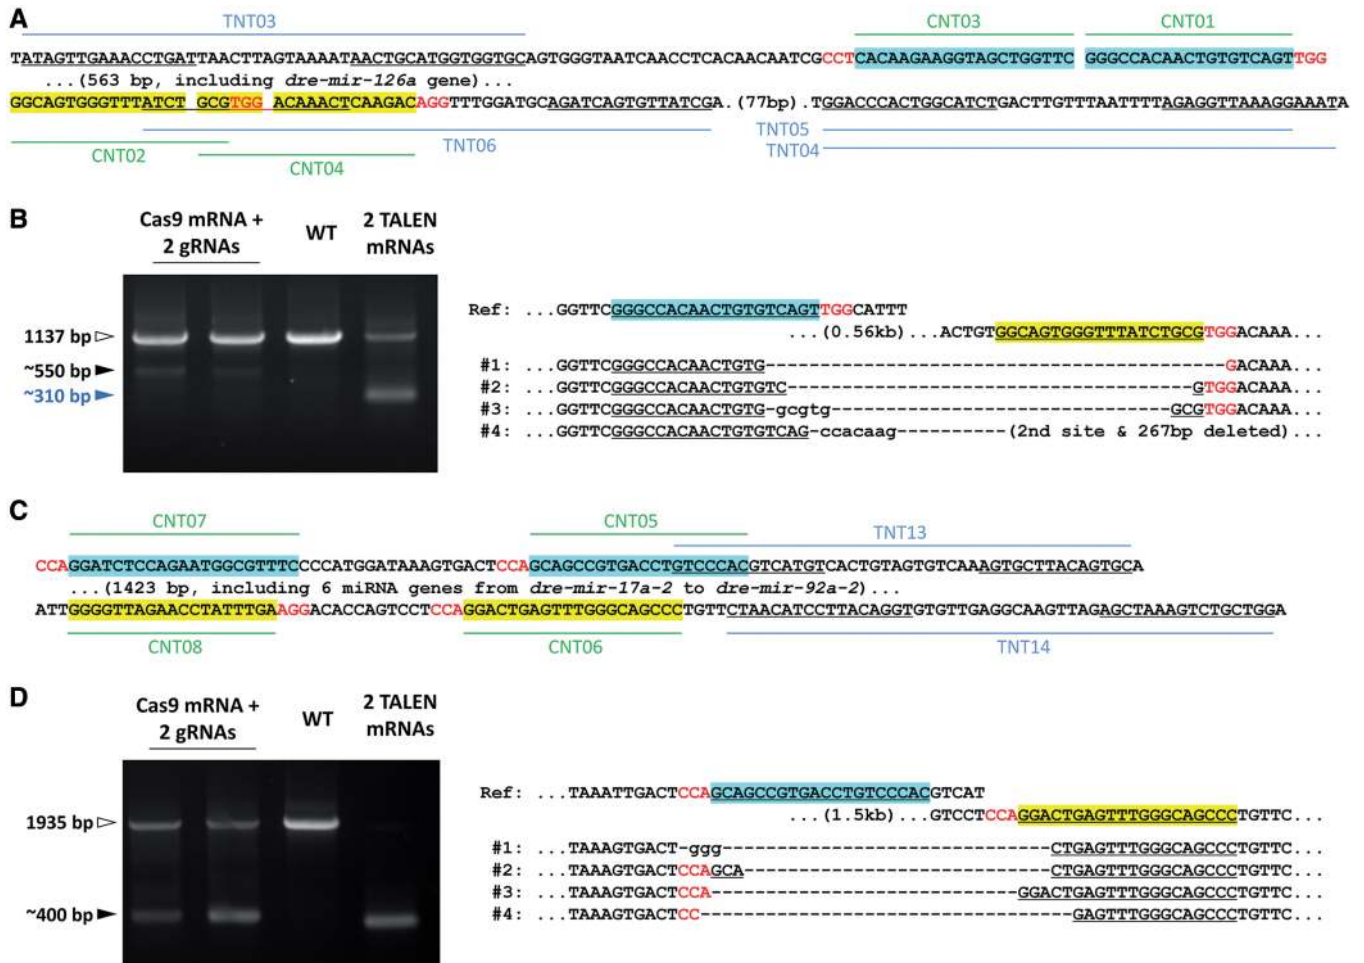 A
TNT03 CNT03 CNT01
TATAGTTGAAACCTGATTAACTTAGTAAAATAACTGCATGGTGGTGCAGTGGGTAATCAACCTCACAACAATCGCCTCACAAGAAGGTAGCTGGTTC GGGCCACAACTGTGTCAGTTGG
...(563 bp, including dre-mir-126a gene)...
GGCAGTGGGTTTATCT GCGTGG ACAAACTCAAGACAGGTTTGGATGCAGATCAGTGTTATCGA.(77bp).TGGACCCACTGGCATCTGACTTGTTTAATTTTAGAGGTTAAAGGAAATA
TNT05
CNT02 TNT06 TNT04
CNT04
B
Cas9 mRNA + 2 gRNAs
WT
2 TALEN mRNAs
1137 bp
~550 bp
~310 bp
Ref: ...GGTTCGGGCCACAACTGTGTCAGTTGGCATTT
...(0.56kb)...ACTGTGGCAGTGGGTTTATCTGCGTGGACAAA...
#1: ...GGTTCGGGCCACAACTGTG------------------------------------------GACAAA...
#2: ...GGTTCGGGCCACAACTGTGTC-------------------------------------GTGGACAAA...
#3: ...GGTTCGGGCCACAACTGTG-gcgtg-------------------------------GCGTGGACAAA...
#4: ...GGTTCGGGCCACAACTGTGTCAG-ccacaag----------(2nd site & 267bp deleted)...
C
CNT07 CNT05 TNT13
CCAGGATCTCCAGAATGGCGTTTCCCCATGGATAAAGTGACTCCAGCAGCCGTGACCTGTCCCACGTCATGTCACTGTAGTGTCAAAGTGCTTACAGTGCA
...(1423 bp, including 6 miRNA genes from dre-mir-17a-2 to dre-mir-92a-2)...
ATTGGGGTTAGAACCTATTTGAAGGACACCAGTCCTCCAGGACTGAGTTTGGGCAGCCCTGTTCTAACATCCTTACAGGTGTGTTGAGGCAAGTTAGAGCTAAAGTCTGCTGGA
CNT08 CNT06 TNT14
D
Cas9 mRNA + 2 gRNAs
WT
2 TALEN mRNAs
1935 bp
~400 bp
Ref: ...TAAATTGACTCCAGCAGCCGTGACCTGTCCCACGTCAT
...(1.5kb)...GTCCTCCAGGACTGAGTTTGGGCAGCCCTGTTC...
#1: ...TAAAGTGACT-ggg------------------------------CTGAGTTTGGGCAGCCCTGTTC...
#2: ...TAAAGTGACTCCAGCA----------------------------CTGAGTTTGGGCAGCCCTGTTC...
#3: ...TAAAGTGACTCCA----------------------------GGACTGAGTTTGGGCAGCCCTGTTC...
#4: ...TAAAGTGACTCC----------------------------------GAGTTTGGGCAGCCCTGTTC...